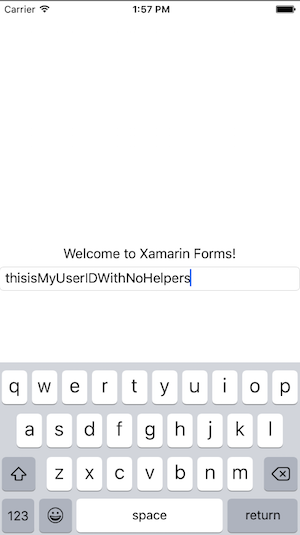 Carrier 1:57 PM
Welcome to Xamarin Forms!
thisisMyUserIDWithNoHelpers
q w e r t y u i o p
a s d f g h j k l
z x c v b n m
123 space return